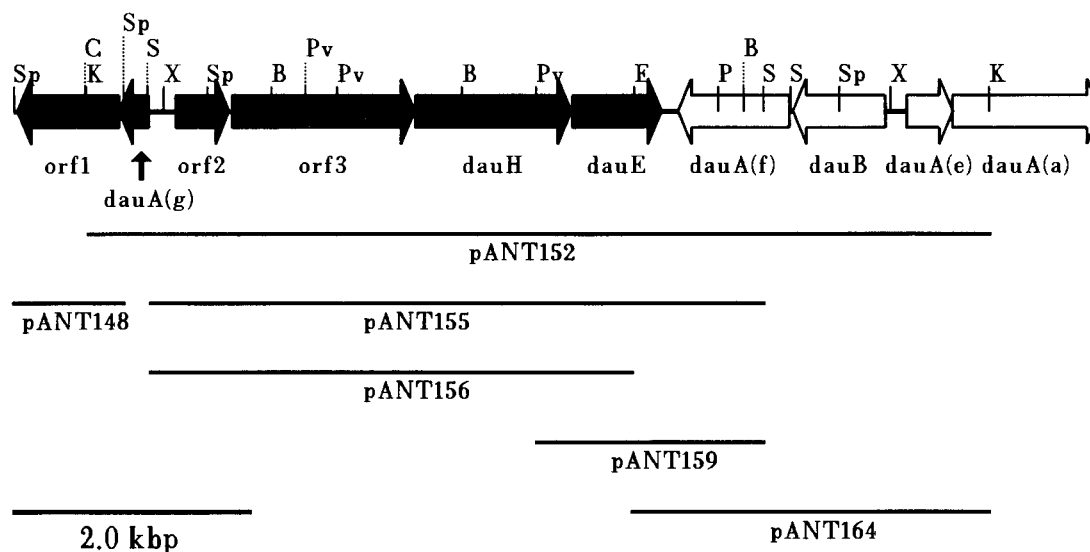 Sp
C
S
Pv
B
Sp
K
X
Sp
B
Pv
B
Pv
E
P
S
S
Sp
X
K
orf1
orf2
orf3
dauH
dauE
dauA(f)
dauB
dauA(e)
dauA(a)
dauA(g)
pANT152
pANT148
pANT155
pANT156
pANT159
2.0 kbp
pANT164